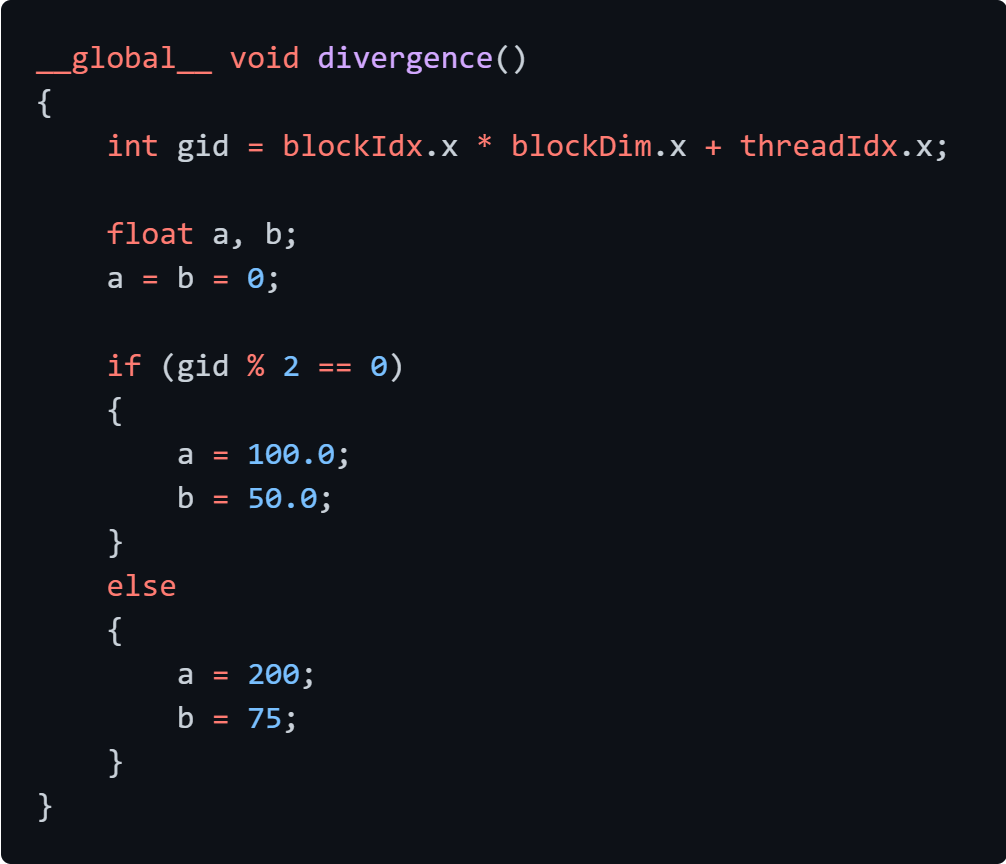 __global__ void divergence()
{
    int gid = blockIdx.x * blockDim.x + threadIdx.x;

    float a, b;
    a = b = 0;

    if (gid % 2 == 0)
    {
        a = 100.0;
        b = 50.0;
    }
    else
    {
        a = 200;
        b = 75;
    }
}